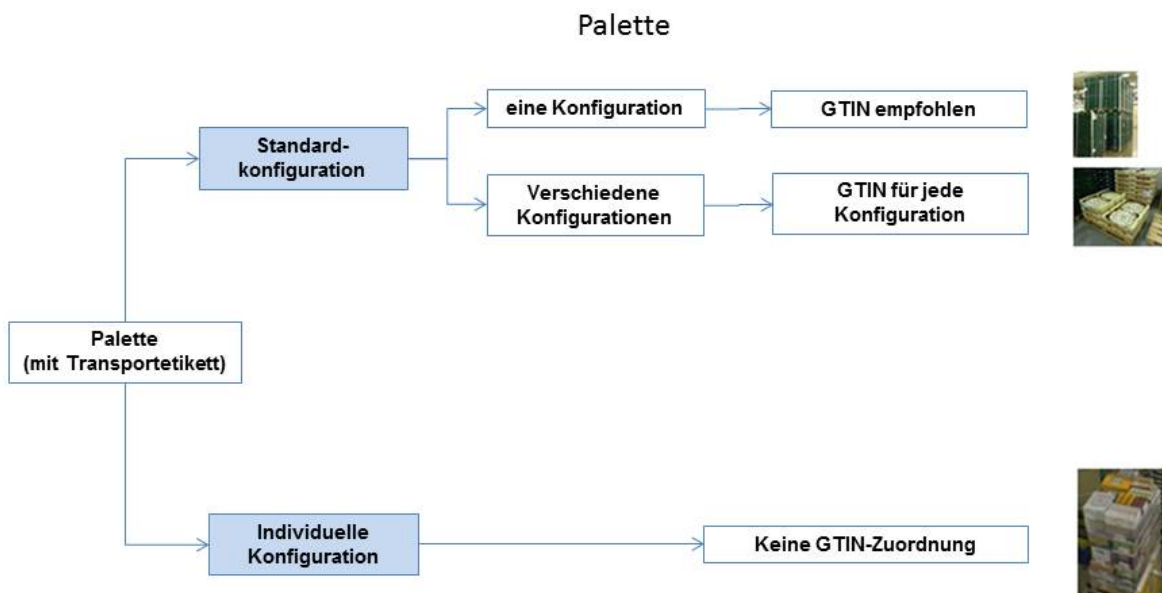 Palette
eine Konfiguration
GTIN empfohlen
Standard-
konfiguration
Verschiedene
Konfigurationen
GTIN für jede
Konfiguration
Palette
(mit Transportetikett)
Individuelle
Konfiguration
Keine GTIN-Zuordnung